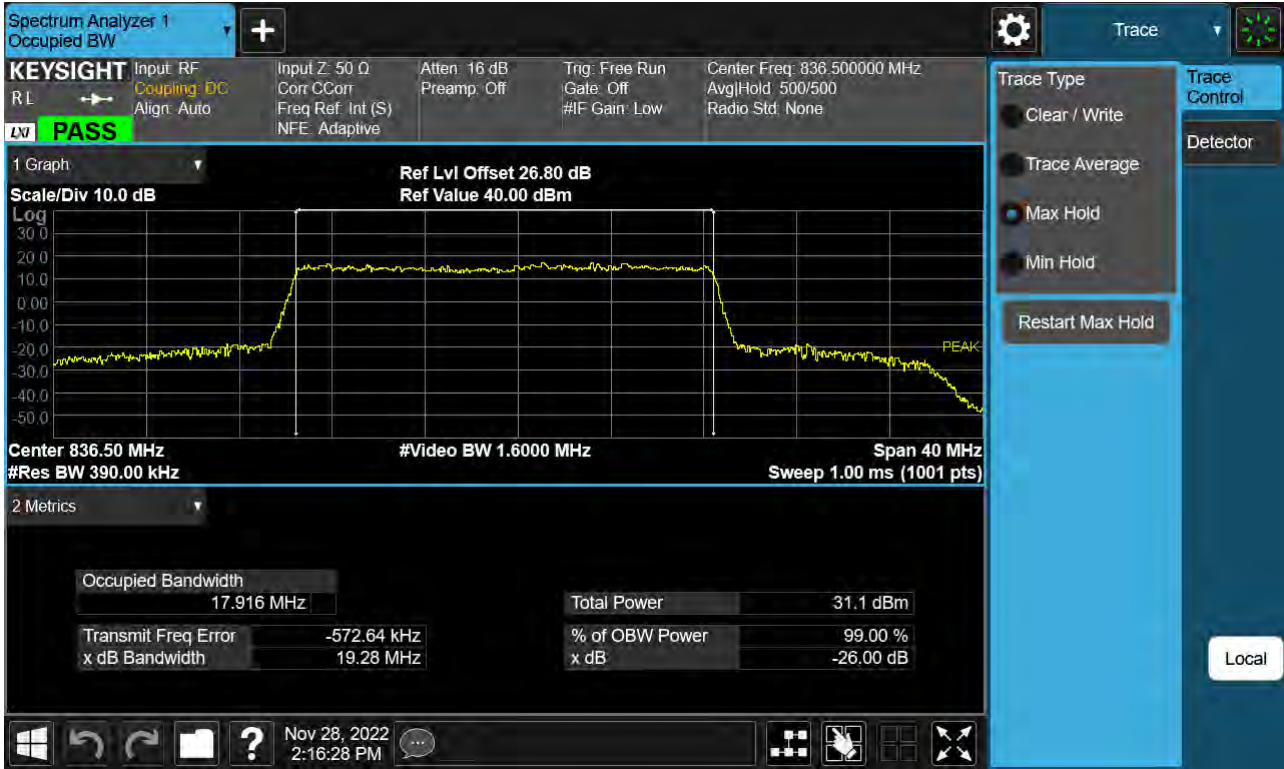 Spectrum Analyzer 1
Occupied BW
+
Trace
KEYSIGHT
RL
LXI
PASS
Input: RF
Coupling: DC
Align: Auto
Input Z: 50 Ω
Corr CCorr
Freq Ref: Int (S)
NFE: Adaptive
Atten: 16 dB
Preamp: Off
Trig: Free Run
Gate: Off
#IF Gain: Low
Center Freq: 836.500000 MHz
Avg|Hold: 500/500
Radio Std: None
1 Graph
Scale/Div 10.0 dB
Ref Lvl Offset 26.80 dB
Ref Value 40.00 dBm
Log
30.0
20.0
10.0
0.00
-10.0
-20.0
-30.0
-40.0
-50.0
PEAK
Center 836.50 MHz
#Res BW 390.00 kHz
#Video BW 1.6000 MHz
Span 40 MHz
Sweep 1.00 ms (1001 pts)
2 Metrics
Occupied Bandwidth
17.916 MHz
Total Power 31.1 dBm
Transmit Freq Error -572.64 kHz
% of OBW Power 99.00 %
x dB Bandwidth 19.28 MHz
x dB -26.00 dB
Trace Type
Clear / Write
Trace Average
Max Hold
Min Hold
Restart Max Hold
Trace
Control
Detector
Local
?
Nov 28, 2022
2:16:28 PM